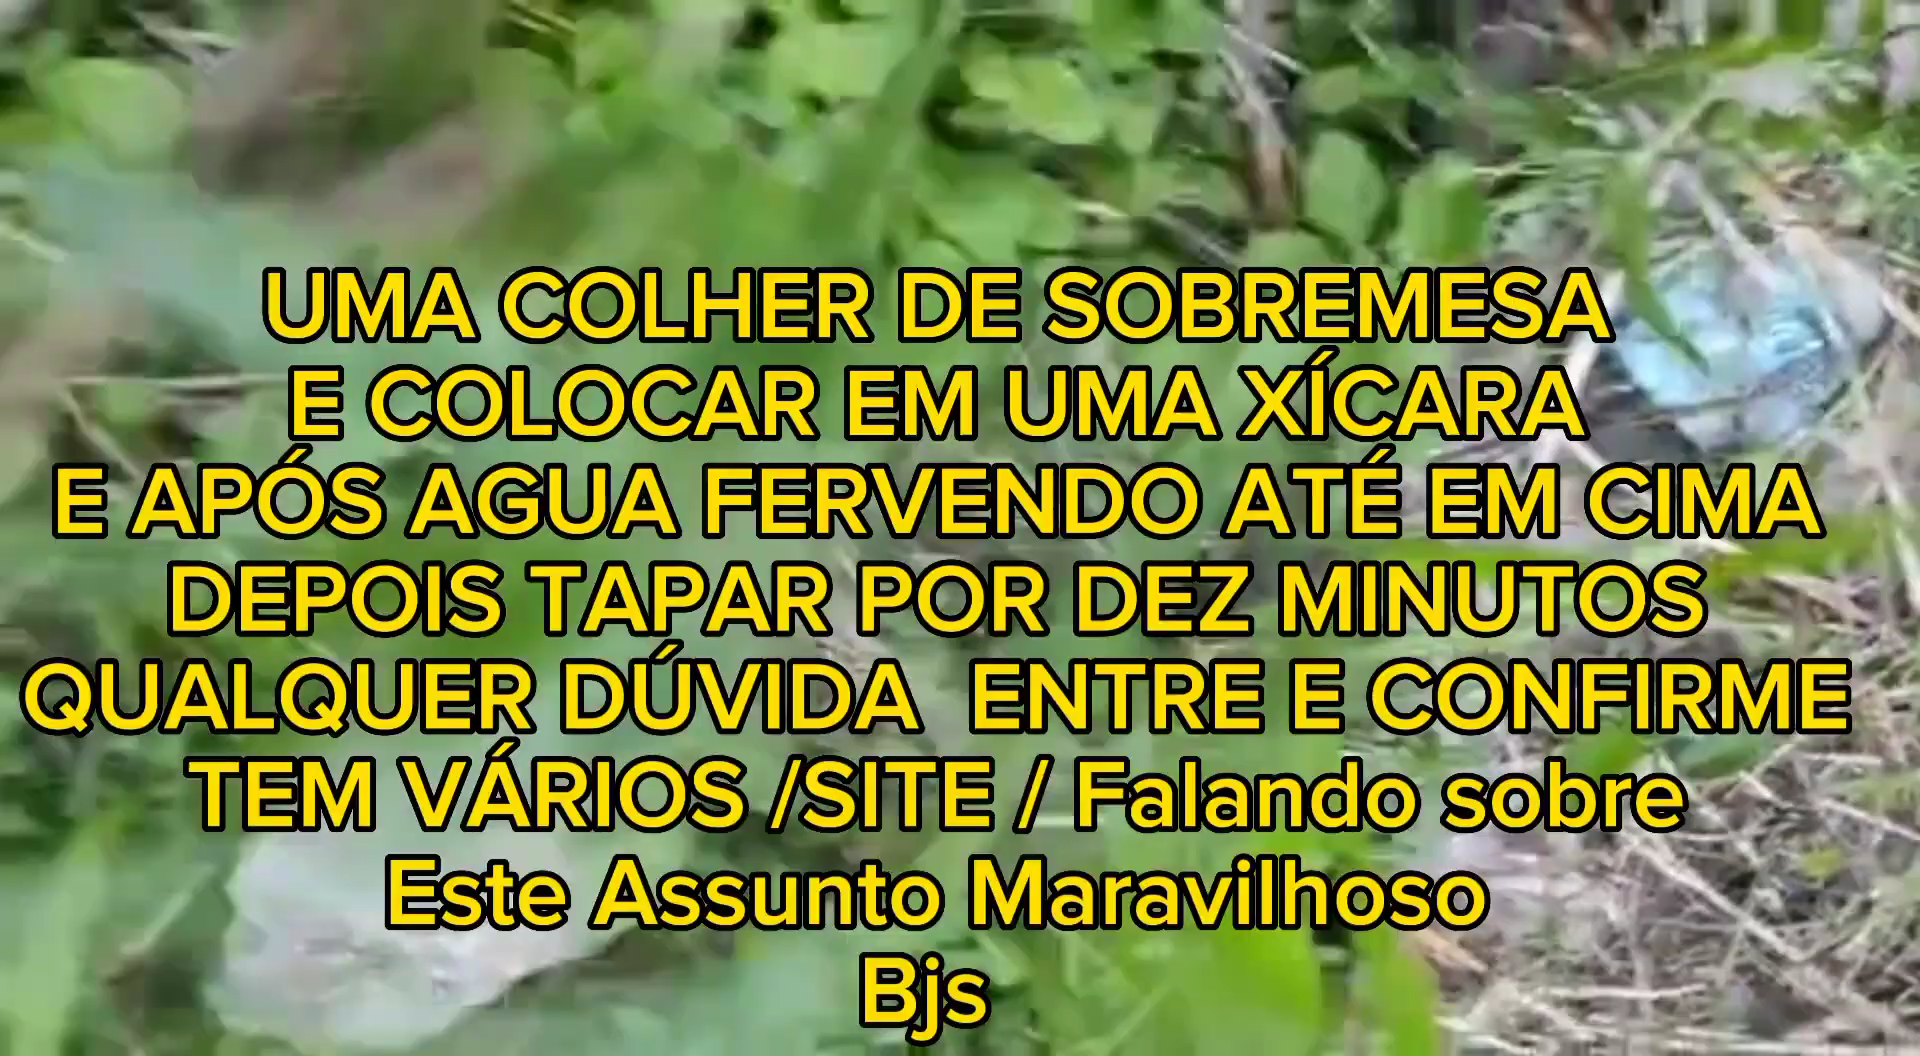 UMA COLHER DE SOBREMESA
E COLOCAR EM UMA XÍCARA
E APÓS AGUA FERVENDO ATÉ EM CIMA
DEPOIS TAPAR POR DEZ MINUTOS
QUALQUER DÚVIDA ENTRE E CONFIRME
TEM VÁRIOS /SITE / Falando sobre
Este Assunto Maravilhoso
Bjs